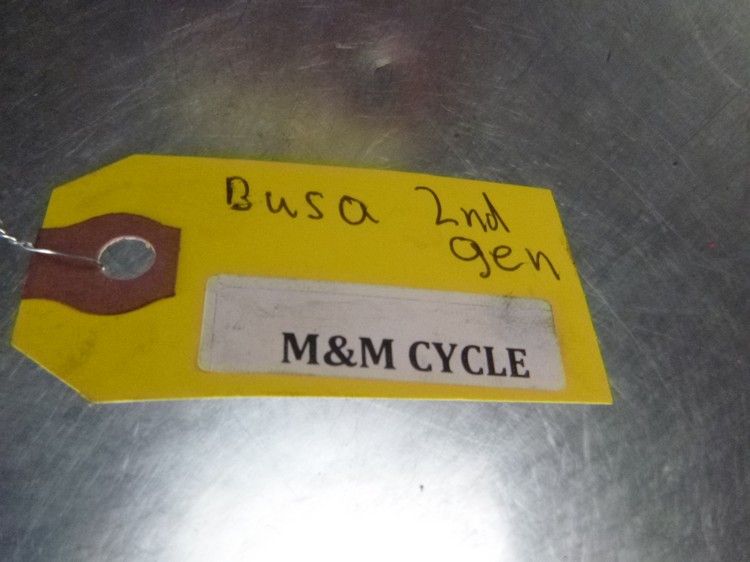 Busa 2nd
gen
M&M CYCLE